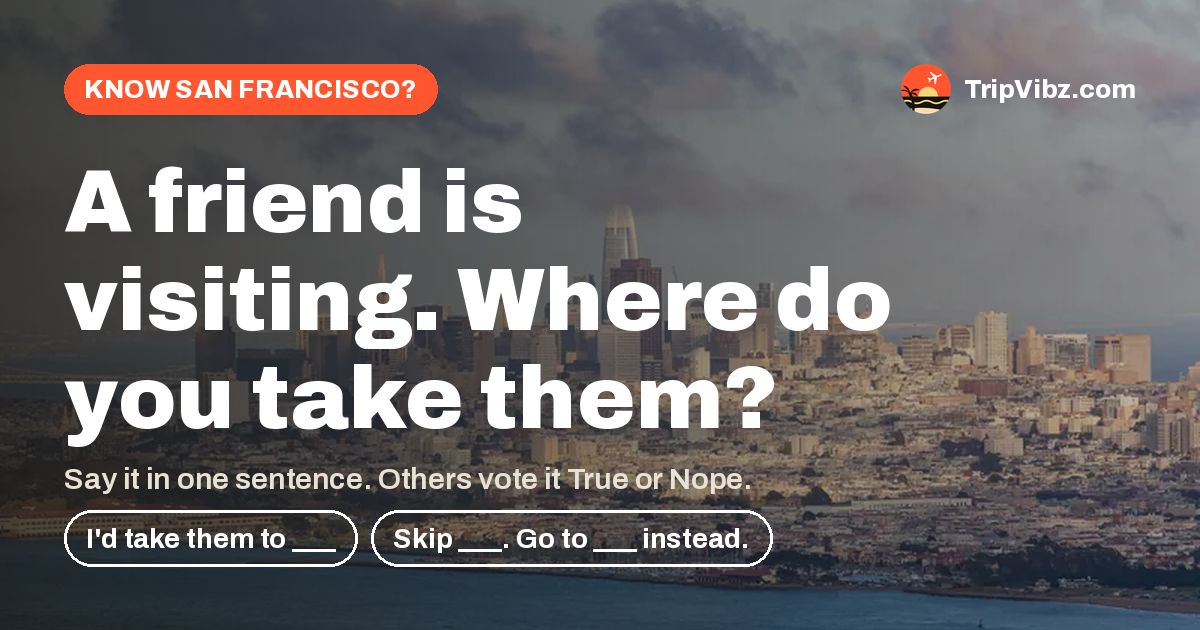 KNOW SAN FRANCISCO?
TripVibz.com
A friend is
visiting. Where do
you take them?
Say it in one sentence. Others vote it True or Nope.
I'd take them to ___
Skip ___. Go to ___ instead.